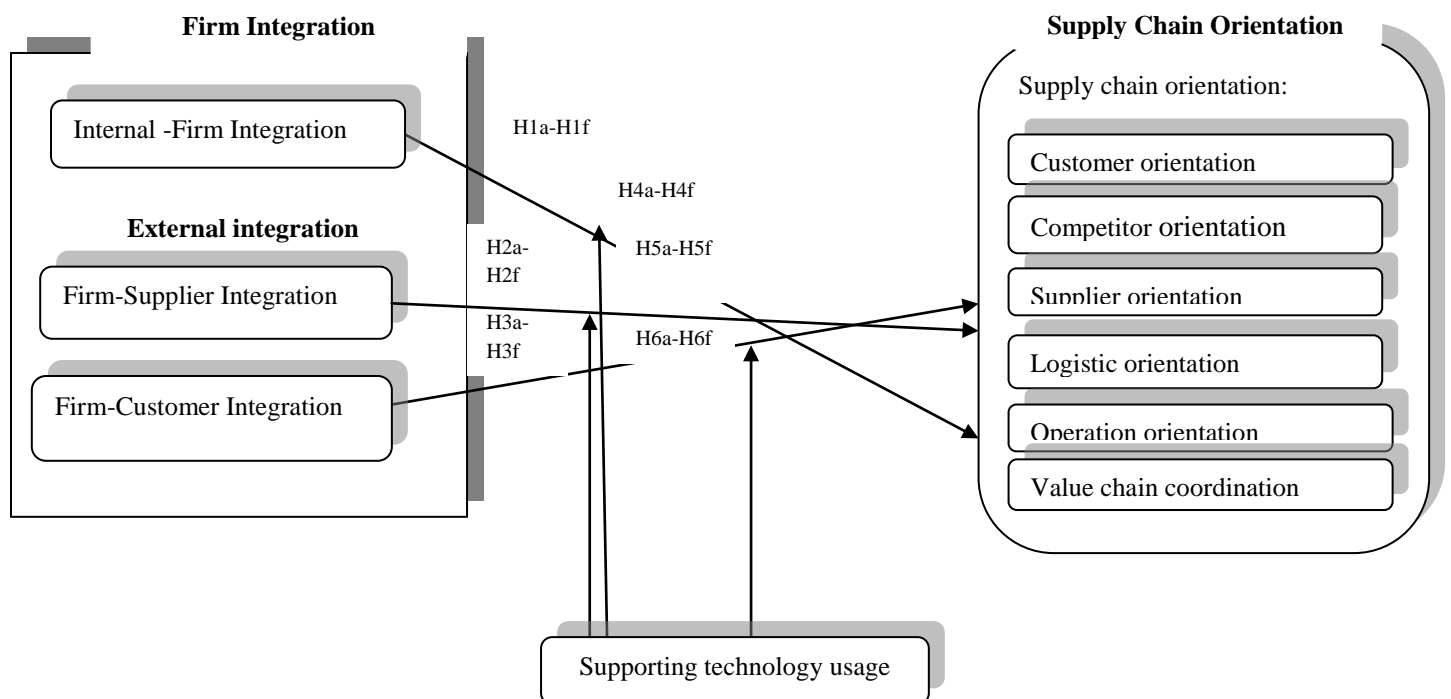 Firm Integration
Supply Chain Orientation
Internal -Firm Integration
External integration
Firm-Supplier Integration
Firm-Customer Integration
H1a-H1f
H4a-H4f
H2a-
H2f
H5a-H5f
H3a-
H3f
H6a-H6f
Supply chain orientation:
Customer orientation
Competitor orientation
Supplier orientation
Logistic orientation
Operation orientation
Value chain coordination
Supporting technology usage